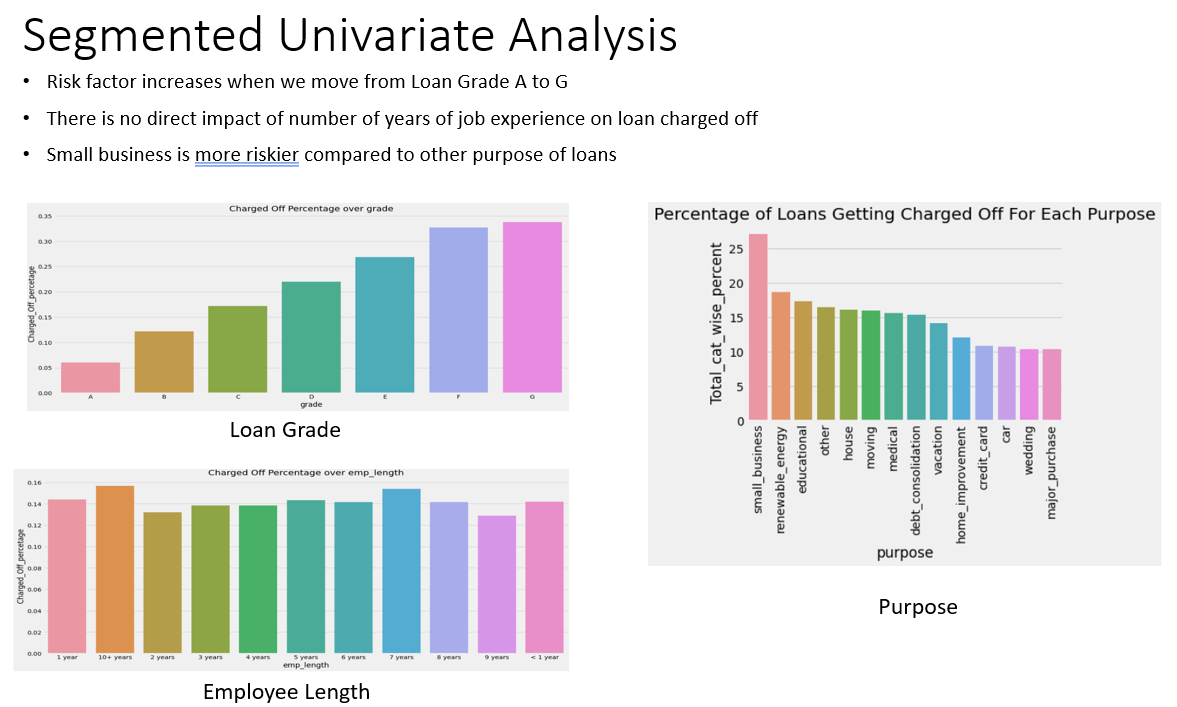 Segmented Univariate Analysis
• Risk factor increases when we move from Loan Grade A to G
• There is no direct impact of number of years of job experience on loan charged off
• Small business is more riskier compared to other purpose of loans
Charged Off Percentage over grade
Charged_Off_percetage
0.35
0.30
0.25
0.20
0.15
0.10
0.05
0.00
A B C D E F G
grade
Loan Grade
Charged Off Percentage over emp_length
Charged_Off_percetage
0.16
0.14
0.12
0.10
0.08
0.06
0.04
0.02
0.00
1 year 10+ years 2 years 3 years 4 years 5 years 6 years 7 years 8 years 9 years < 1 year
emp_length
Employee Length
Percentage of Loans Getting Charged Off For Each Purpose
Total_cat_wise_percent
25
20
15
10
5
0
small_business
renewable_energy
educational
other
house
moving
medical
debt_consolidation
vacation
home_improvement
credit_card
car
wedding
major_purchase
purpose
Purpose